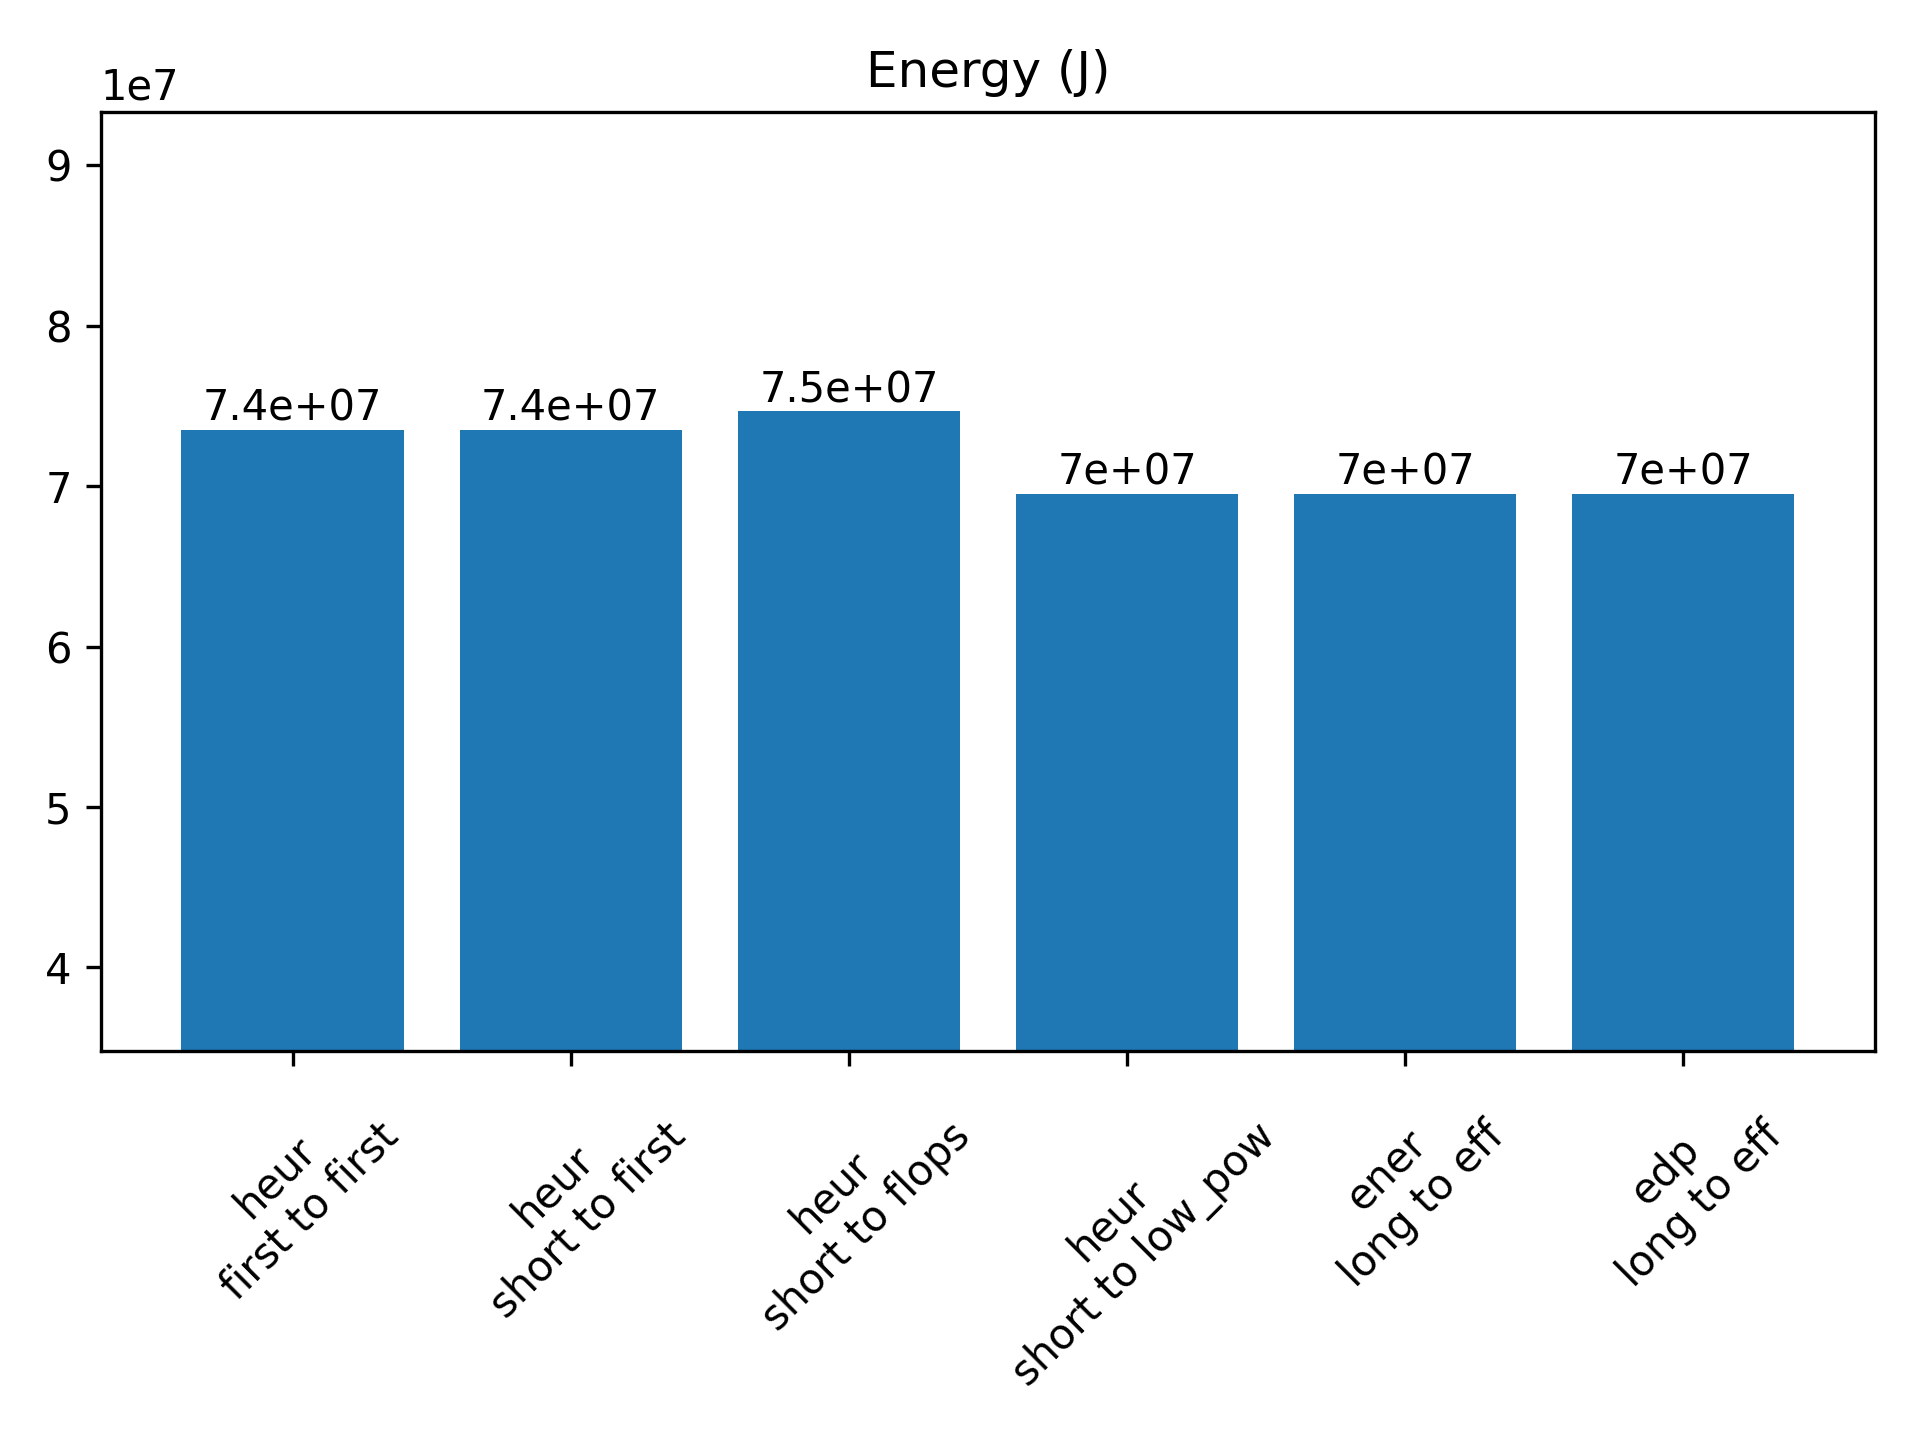 Energy (J)
1e7
9
8
7
6
5
4
7.4e+07
7.4e+07
7.5e+07
7e+07
7e+07
7e+07
heur
first to first
heur
short to first
heur
short to flops
heur
short to low_pow
ener
long to eff
edp
long to eff